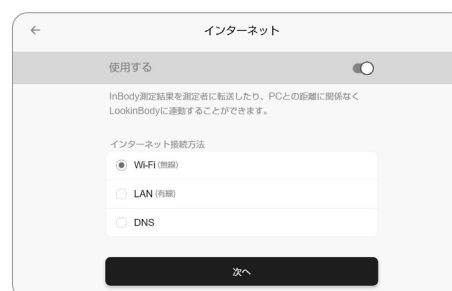 インターネット
使用する
InBody測定結果を測定者に転送したり、PCとの距離に関係なく
LookinBodyに連動することができます。
インターネット接続方法
Wi-Fi (無線)
LAN (有線)
DNS
次へ